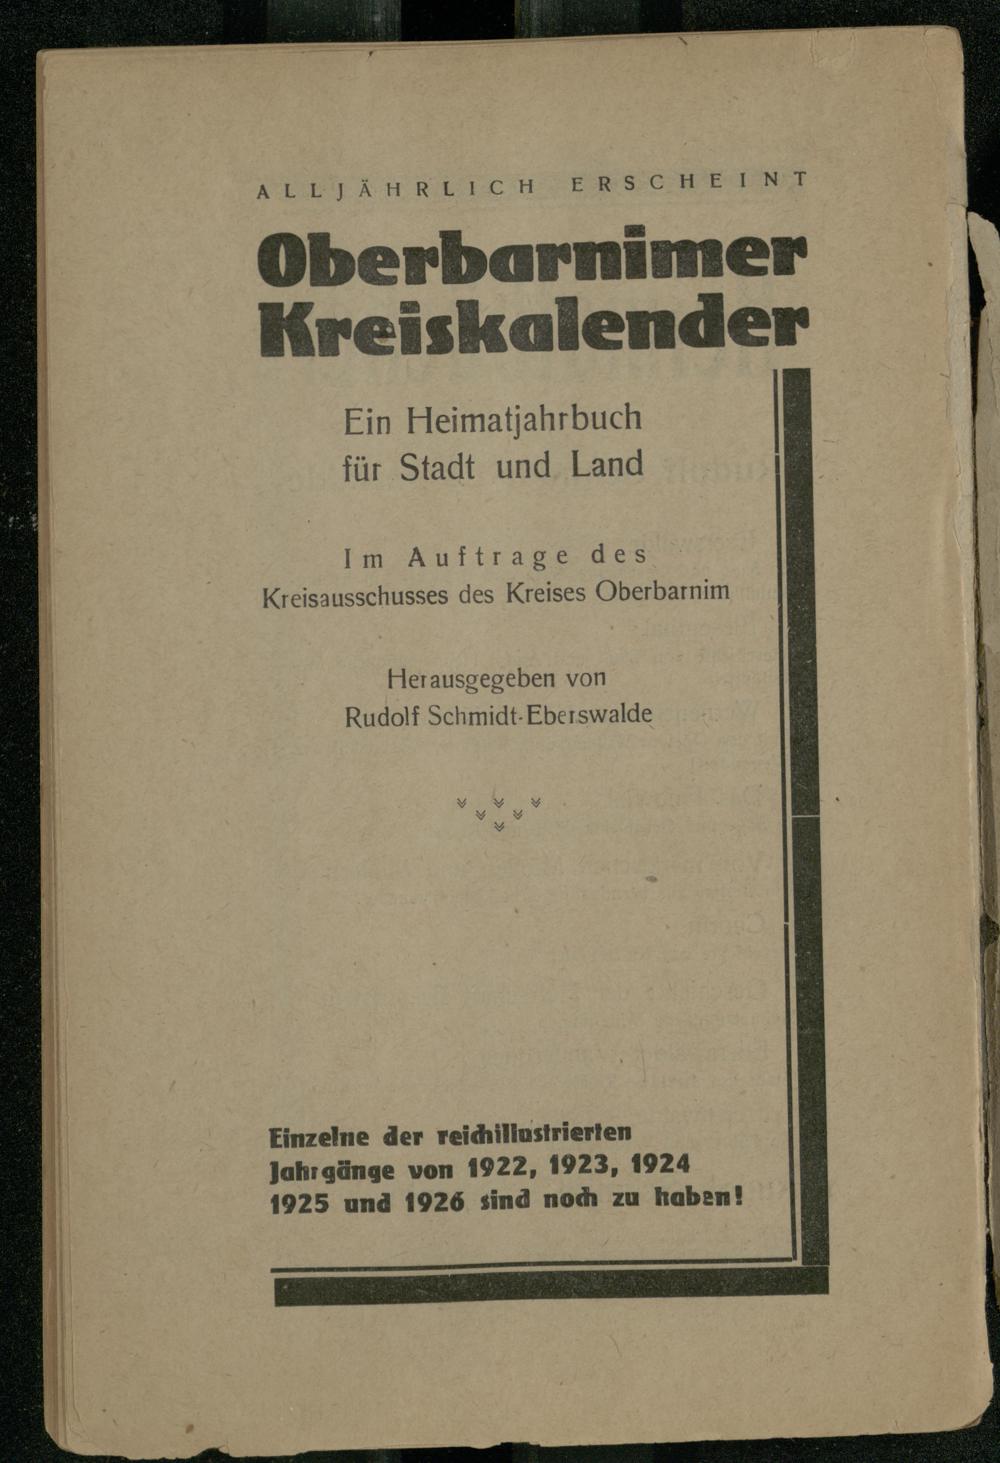 ALLJÄHRLICH ERSCHEINT
Oberbarnimer
Kreiskalender
Ein Heimatjahrbuch
für Stadt und Land
Im Auftrage des
Kreisausschusses des Kreises Oberbarnim
Herausgegeben von
Rudolf Schmidt-Eberswalde
Einzelne der reichillustrierten
Jahrgänge von 1922, 1923, 1924
1925 und 1926 sind noch zu haben!